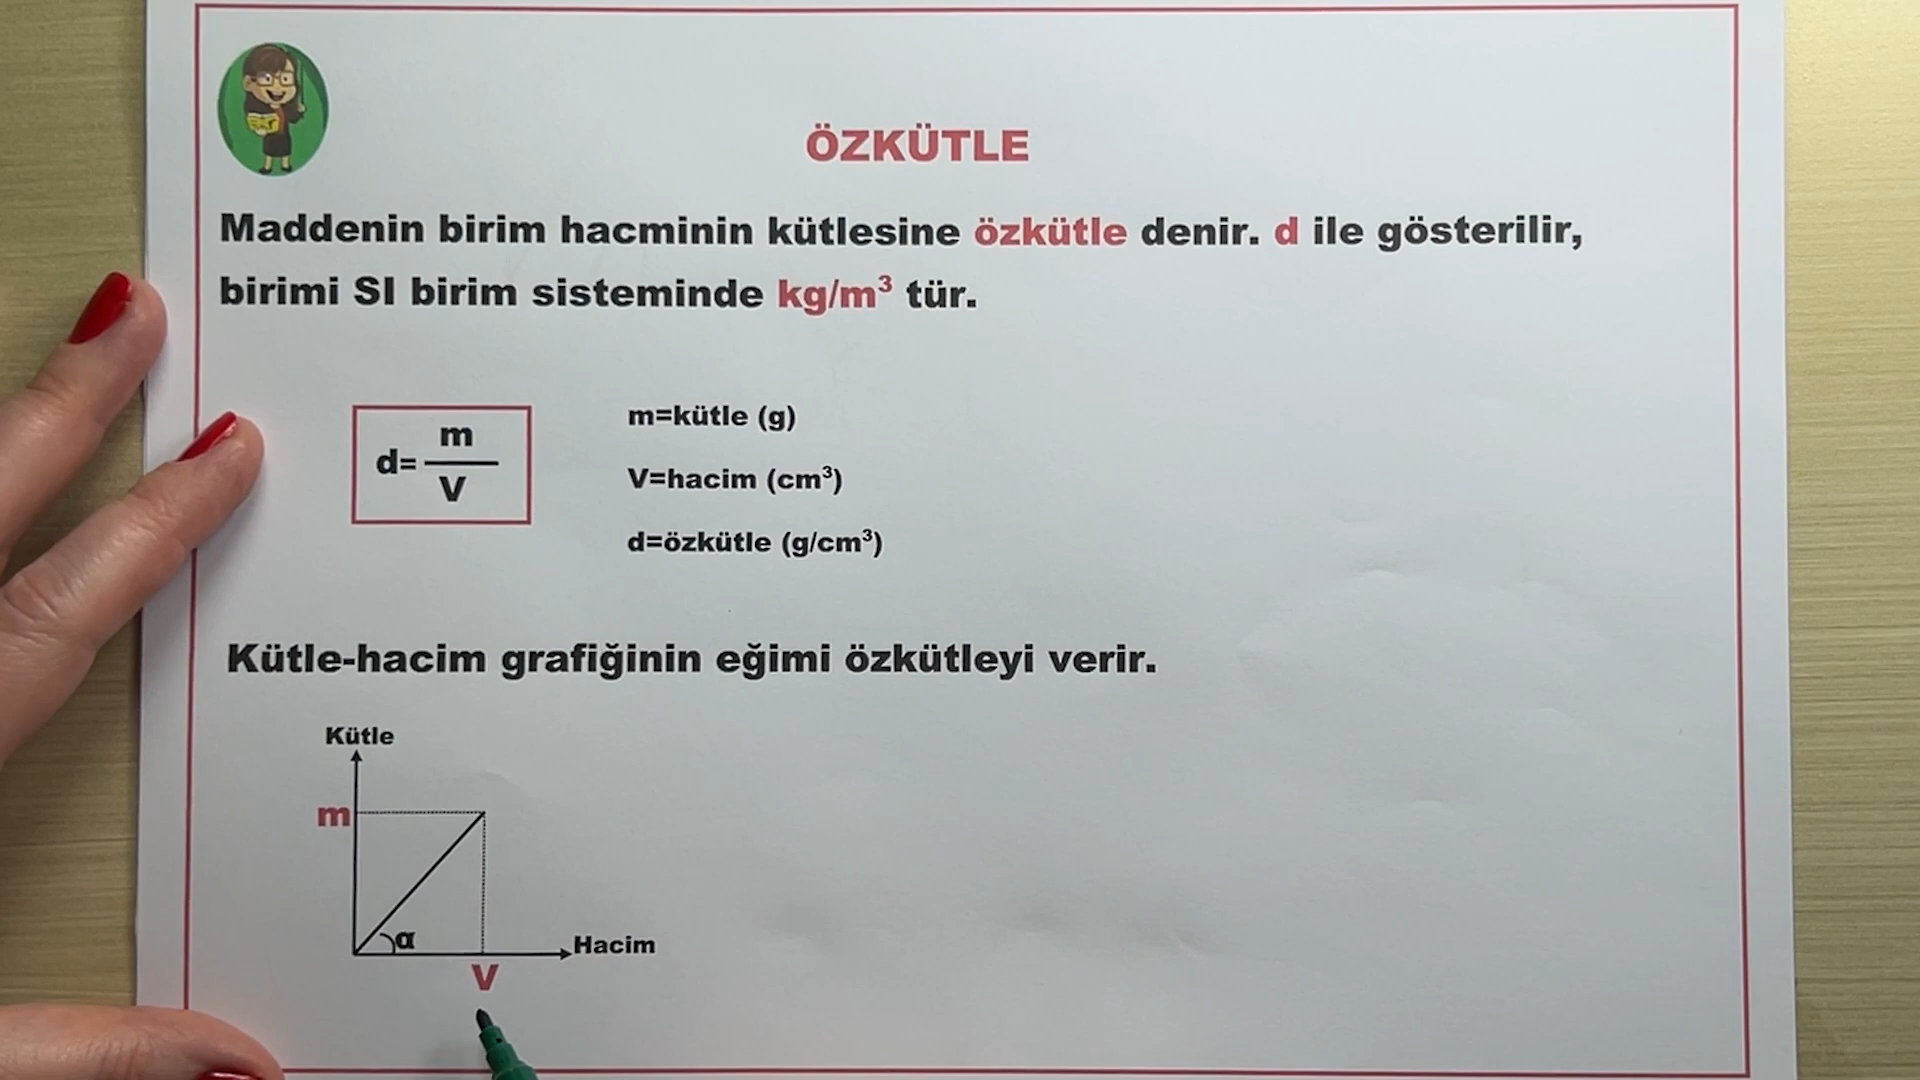 ÖZKÜTLE
Maddenin birim hacminin kütlesine özkütle denir. d ile gösterilir,
birimi SI birim sisteminde kg/m³ tür.
d= m
V
m=kütle (g)
V=hacim (cm³)
d=özkütle (g/cm³)
Kütle-hacim grafiğinin eğimi özkütleyi verir.
Kütle
m
α
Hacim
V